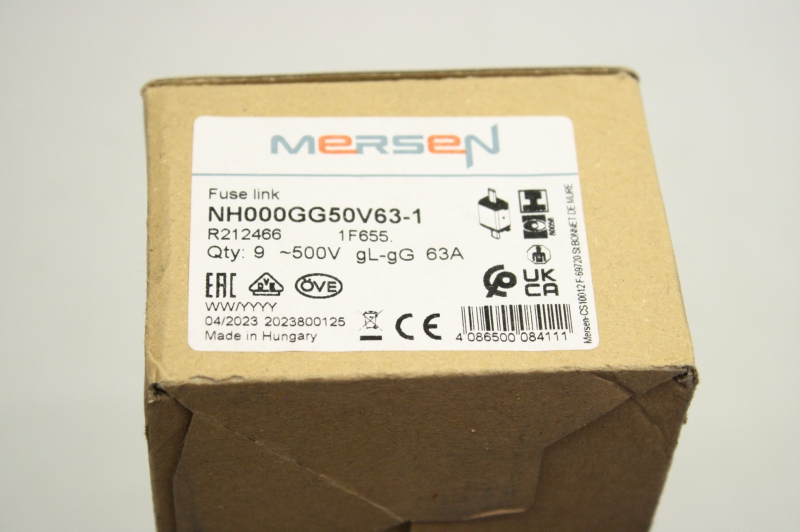 MERSEN
Fuse link
NH000GG50V63-1
R212466 1F655.
Qty: 9 ~500V gL-gG 63A
EAC DVE ÖVE
UK CA
WW/YYYY
04/2023 2023800125
Made in Hungary
CE
4 086500 084111
Mersen-CS10012 F-69720 St BONNET DE MURE